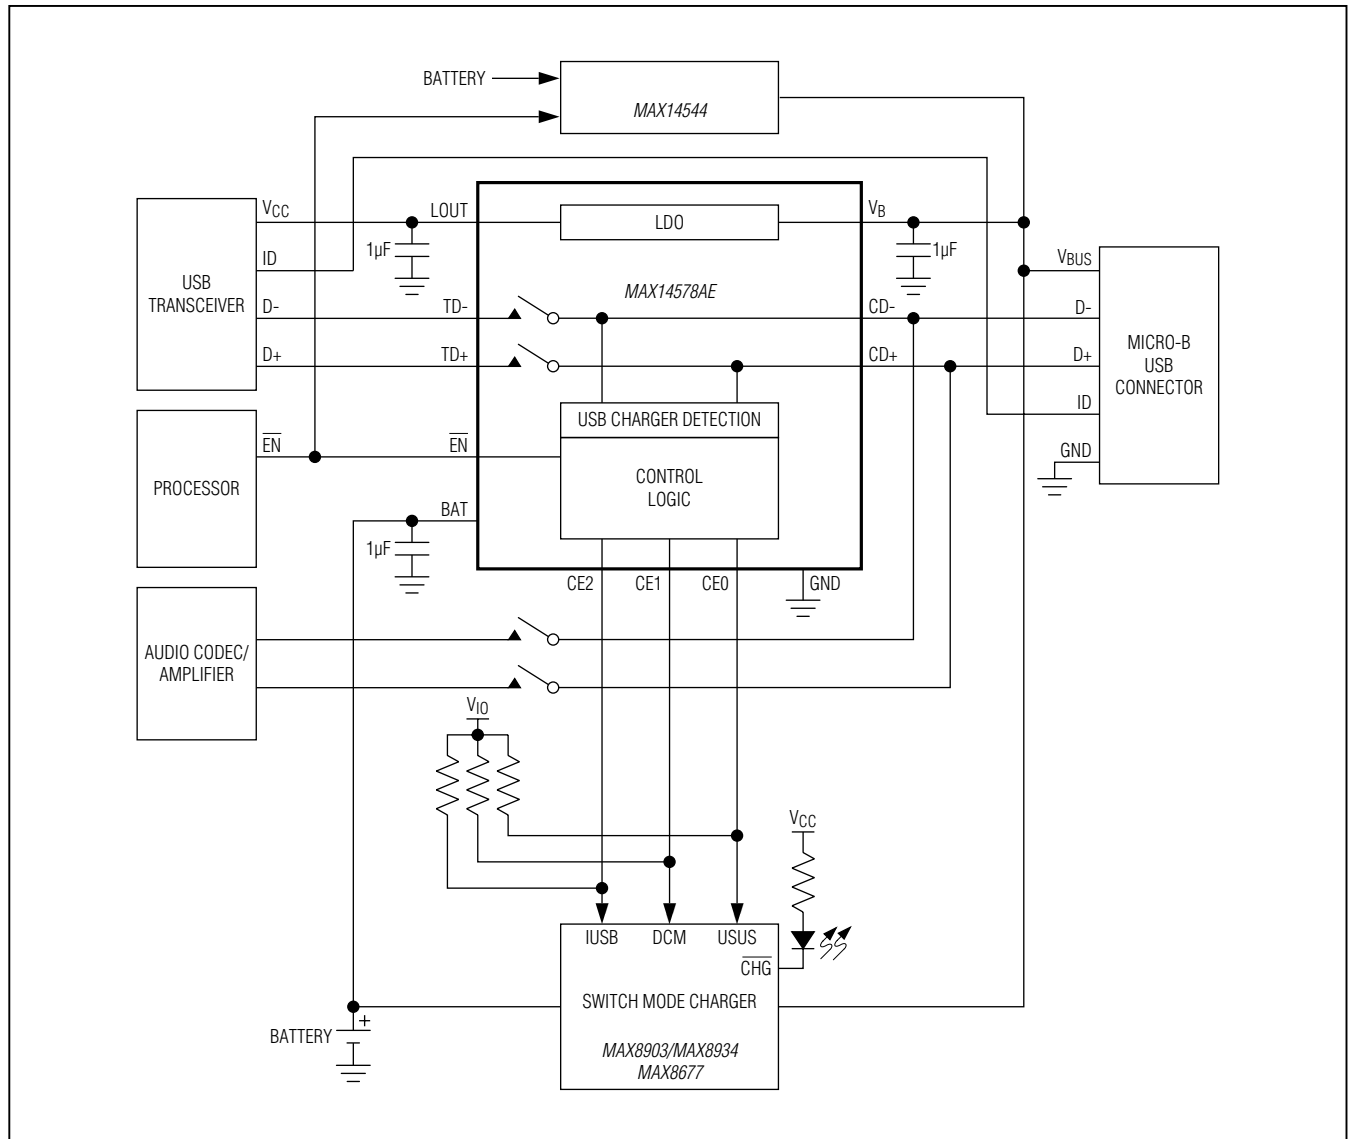 BATTERY
MAX14544
VCC
LOUT
LDO
VB
1µF
1µF
ID
USB
TRANSCEIVER
MAX14578AE
VBUS
D-
TD-
CD-
D-
D+
TD+
CD+
D+
MICRO-B
USB
CONNECTOR
ID
USB CHARGER DETECTION
EN
EN
GND
PROCESSOR
CONTROL
LOGIC
BAT
1µF
CE2
CE1
CE0
GND
AUDIO CODEC/
AMPLIFIER
VIO
VCC
IUSB
DCM
USUS
CHG
SWITCH MODE CHARGER
BATTERY
+
MAX8903/MAX8934
MAX8677